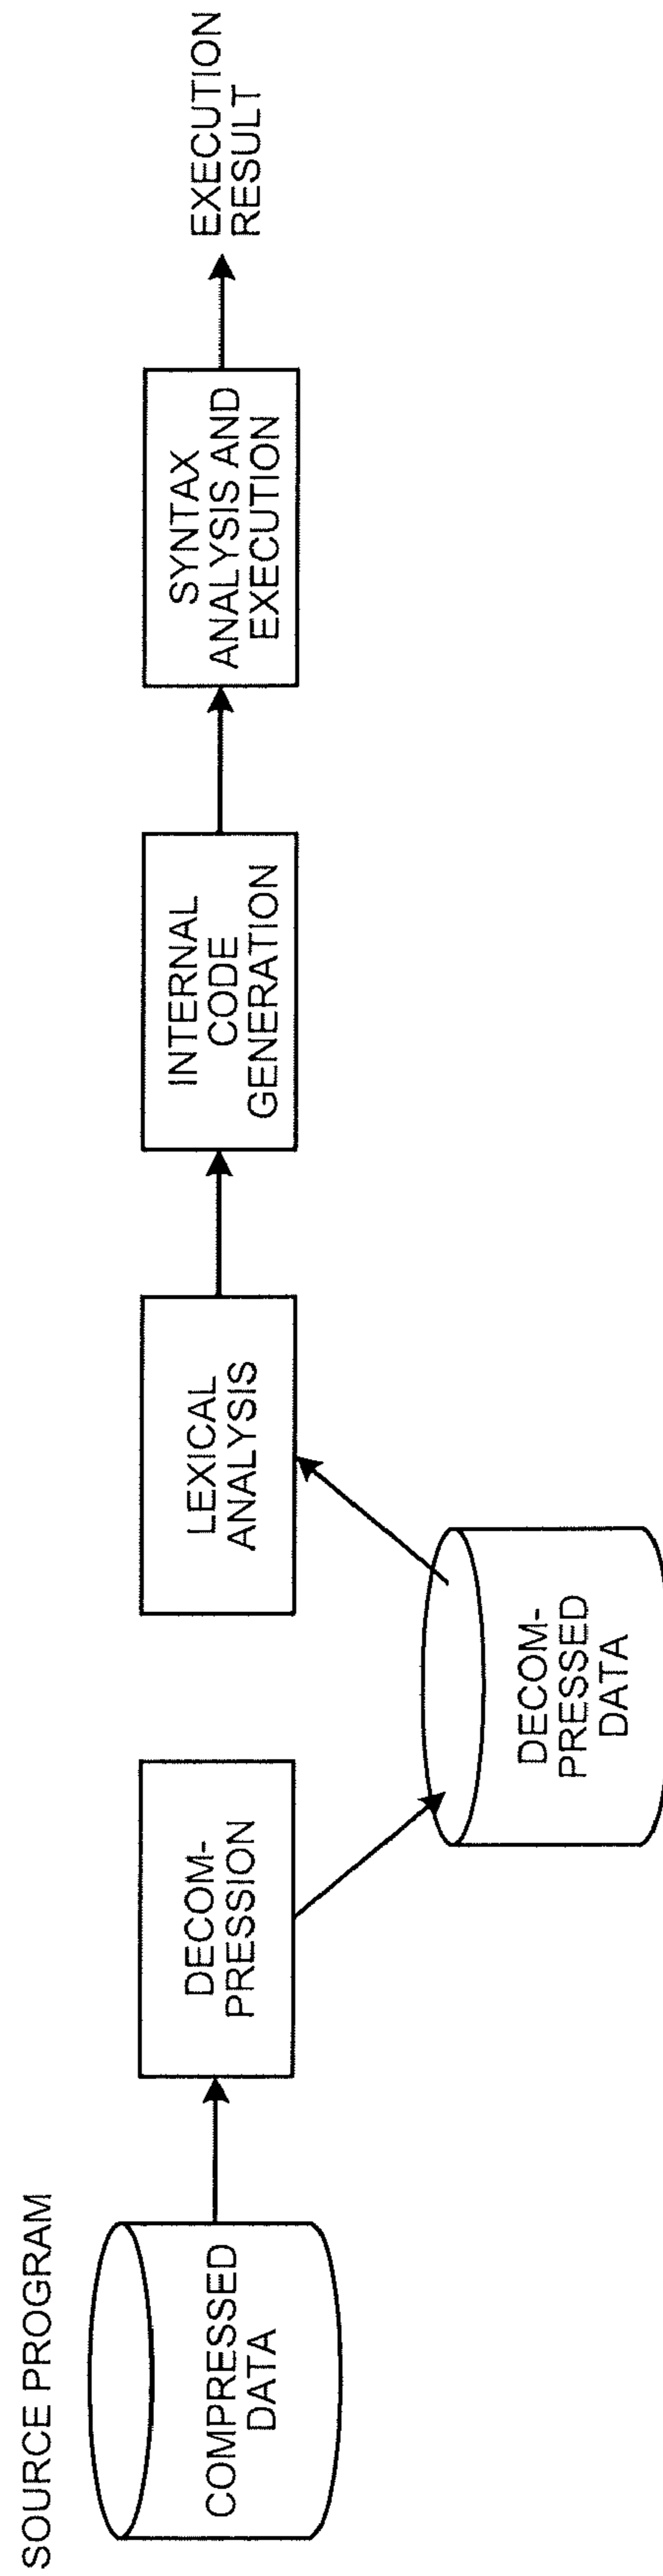 SOURCE PROGRAM
COMPRESSED
DATA
DECOM-
PRESSION
DECOM-
PRESSED
DATA
LEXICAL
ANALYSIS
INTERNAL
CODE
GENERATION
SYNTAX
ANALYSIS AND
EXECUTION
EXECUTION
RESULT